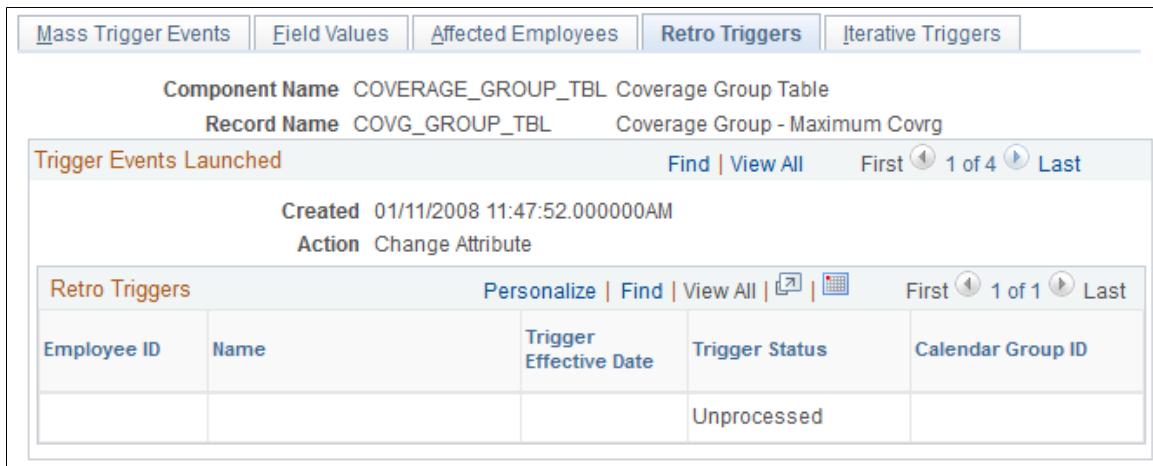 Mass Trigger Events Field Values Affected Employees Retro Triggers Iterative Triggers
Component Name COVERAGE_GROUP_TBL Coverage Group Table
Record Name COVG_GROUP_TBL Coverage Group - Maximum Covrg
Trigger Events Launched Find | View All First 1 of 4 Last
Created 01/11/2008 11:47:52.000000AM
Action Change Attribute
Retro Triggers Personalize | Find | View All | | First 1 of 1 Last
Employee ID Name Trigger Effective Date Trigger Status Calendar Group ID
Unprocessed